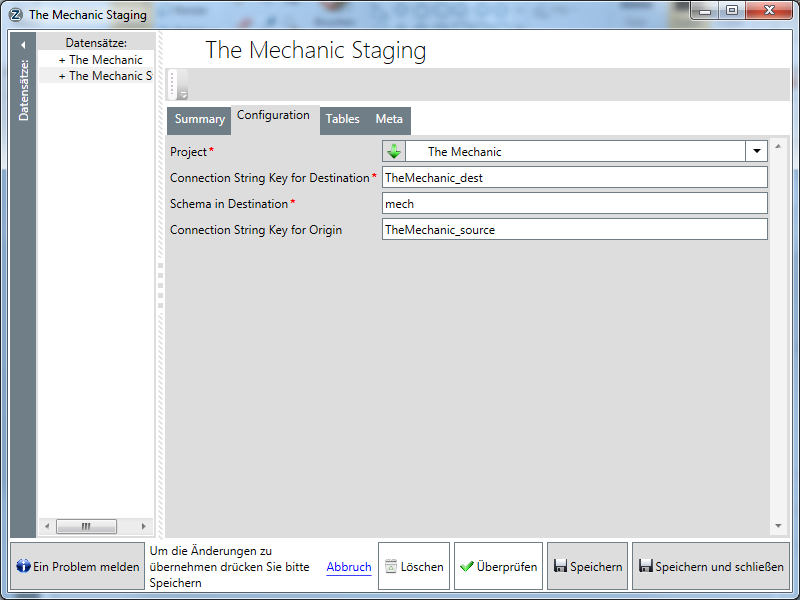 The Mechanic Staging
Datensätze:
Datensätze:
+ The Mechanic
+ The Mechanic S
The Mechanic Staging
Summary
Configuration
Tables
Meta
Project*
The Mechanic
Connection String Key for Destination*
TheMechanic_dest
Schema in Destination*
mech
Connection String Key for Origin
TheMechanic_source
Ein Problem melden
Um die Änderungen zu
übernehmen drücken Sie bitte
Speichern
Abbruch
Löschen
Überprüfen
Speichern
Speichern und schließen